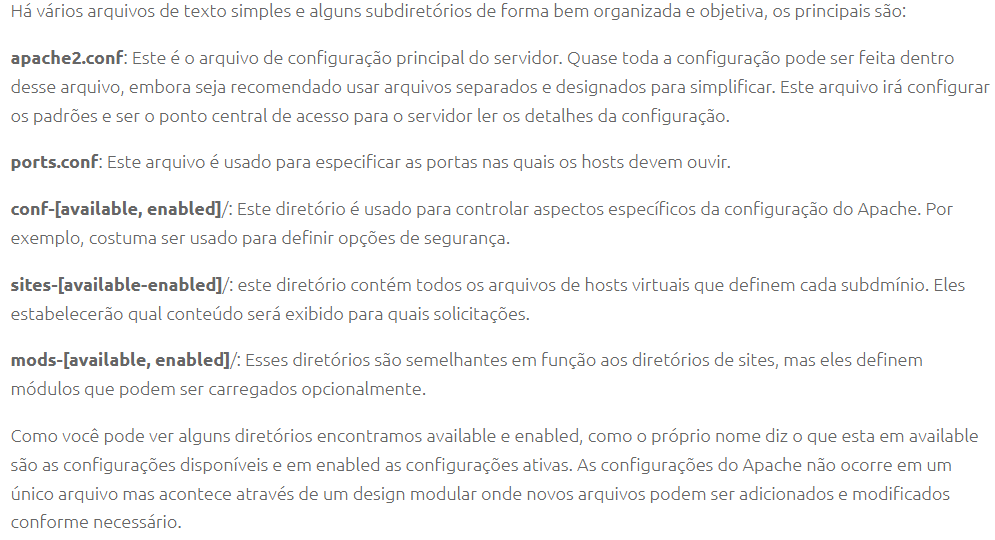 Há vários arquivos de texto simples e alguns subdiretórios de forma bem organizada e objetiva, os principais são:
apache2.conf: Este é o arquivo de configuração principal do servidor. Quase toda a configuração pode ser feita dentro
desse arquivo, embora seja recomendado usar arquivos separados e designados para simplificar. Este arquivo irá configurar
os padrões e ser o ponto central de acesso para o servidor ler os detalhes da configuração.
ports.conf: Este arquivo é usado para especificar as portas nas quais os hosts devem ouvir.
conf-[available, enabled]/: Este diretório é usado para controlar aspectos específicos da configuração do Apache. Por
exemplo, costuma ser usado para definir opções de segurança.
sites-[available-enabled]/: este diretório contém todos os arquivos de hosts virtuais que definem cada subdmínio. Eles
estabelecerão qual conteúdo será exibido para quais solicitações.
mods-[available, enabled]/: Esses diretórios são semelhantes em função aos diretórios de sites, mas eles definem
módulos que podem ser carregados opcionalmente.
Como você pode ver alguns diretórios encontramos available e enabled, como o próprio nome diz o que esta em available
são as configurações disponíveis e em enabled as configurações ativas. As configurações do Apache não ocorre em um
único arquivo mas acontece através de um design modular onde novos arquivos podem ser adicionados e modificados
conforme necessário.